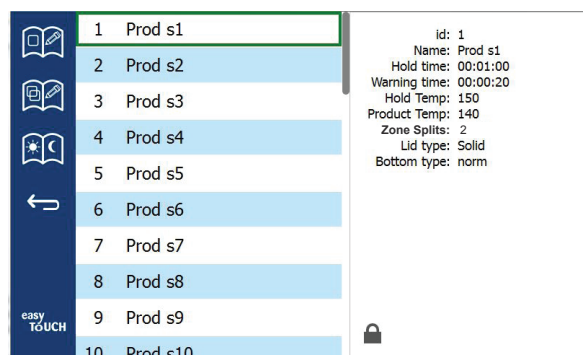 1 Prod s1
2 Prod s2
3 Prod s3
4 Prod s4
5 Prod s5
6 Prod s6
7 Prod s7
8 Prod s8
9 Prod s9
10 Prod s10
easy
TOUCH
id: 1
Name: Prod s1
Hold time: 00:01:00
Warning time: 00:00:20
Hold Temp: 150
Product Temp: 140
Zone Splits: 2
Lid type: Solid
Bottom type: norm